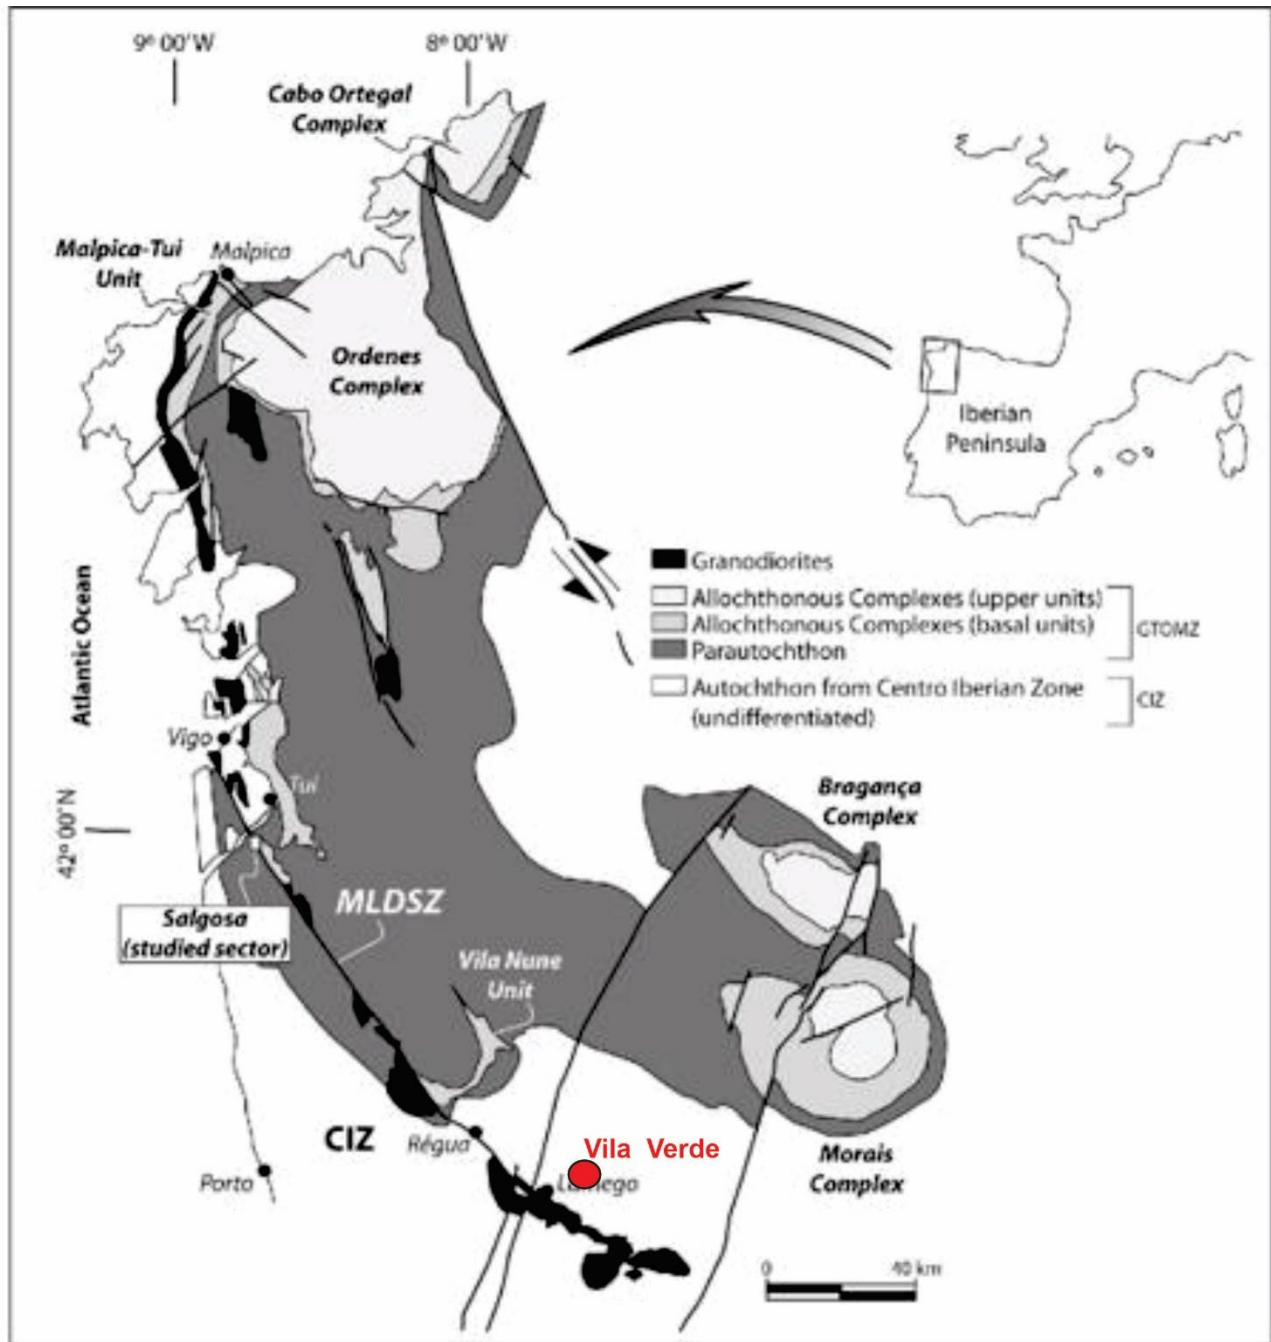 9º 00'W
8º 00'W
Cabo Ortegal
Complex
Malpica-Tui
Unit
Malpica
Ordenes
Complex
Iberian
Peninsula
Granodiorites
Allochthonous Complexes (upper units)
Allochthonous Complexes (basal units)
GTOMZ
Parautochthon
Autochthon from Centro Iberian Zone
(undifferentiated)
CIZ
Atlantic Ocean
Vigo
Tui
42º 00'N
Bragança
Complex
Salgosa
(studied sector)
MLDSZ
Vila Nune
Unit
CIZ
Régua
Vila Verde
Lamego
Porto
Morais
Complex
0
40 km